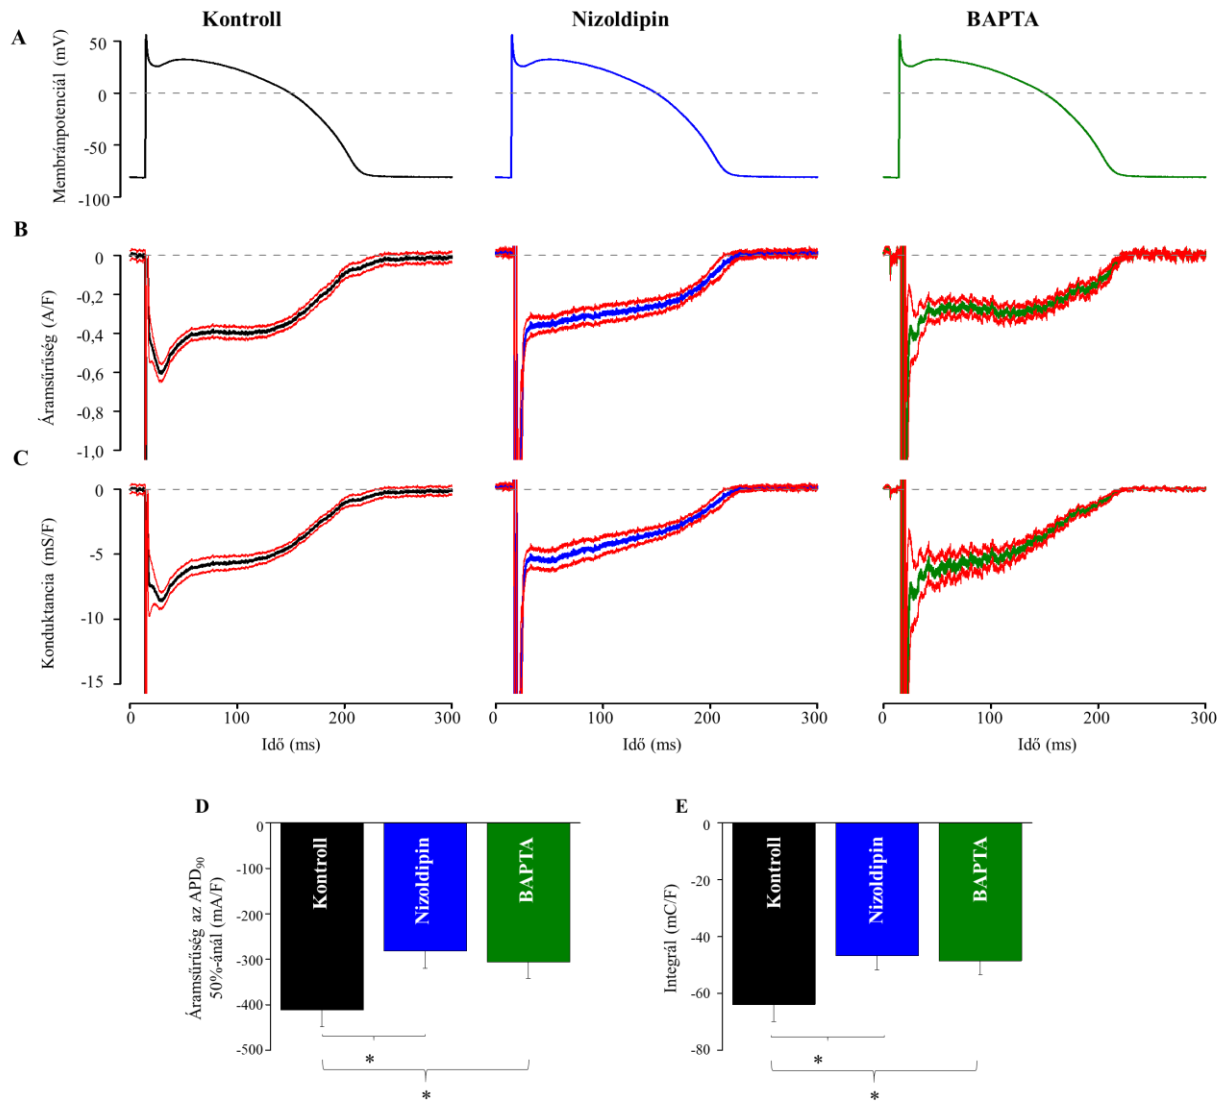 Kontroll
Nizoldipin
BAPTA
A
Membránpotenciál (mV)
50
0
-50
-100
B
Áramsűrűség (A/F)
0
-0,2
-0,4
-0,6
-0,8
-1,0
C
Konduktancia (mS/F)
0
-5
-10
-15
0 100 200 300
0 100 200 300
0 100 200 300
Idő (ms)
Idő (ms)
Idő (ms)
D
Áramsűrűség az APD90
50%-ánál (mA/F)
0
-100
-200
-300
-400
-500
Kontroll
Nizoldipin
BAPTA
*
*
E
Integrál (mC/F)
0
-20
-40
-60
-80
Kontroll
Nizoldipin
BAPTA
*
*